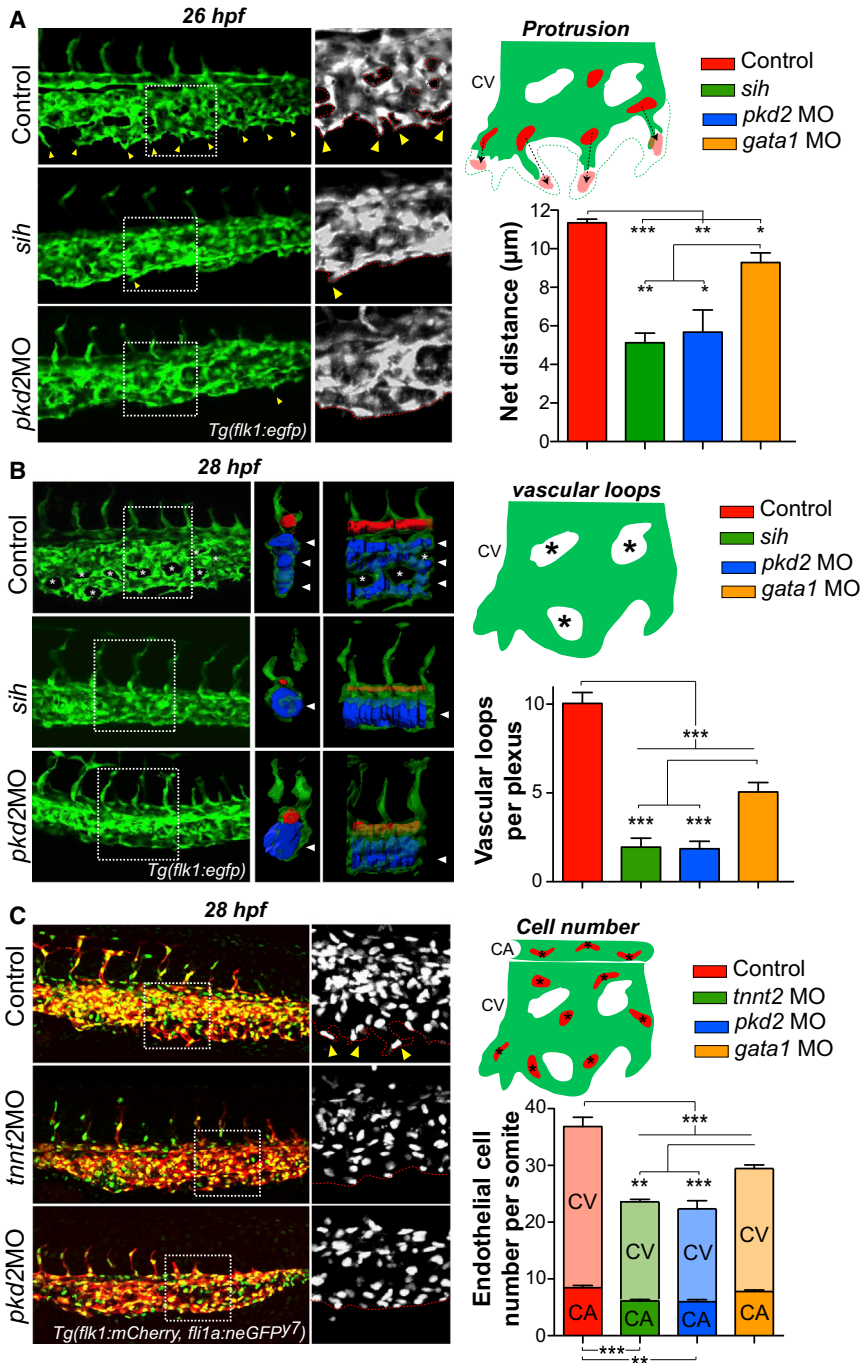 A
26 hpf
Control
sih
pkd2MO
Tg(flk1:egfp)
Protrusion
CV
Control
sih
pkd2 MO
gata1 MO
Net distance (µm)
12
10
8
6
4
2
0
*** ** *
** *
B
28 hpf
Control
* * * * * * * *
* * *
sih
pkd2MO
Tg(flk1:egfp)
vascular loops
CV
* * *
Control
sih
pkd2 MO
gata1 MO
Vascular loops
per plexus
10
5
0
***
*** ***
C
28 hpf
Control
tnnt2MO
pkd2MO
Tg(flk1:mCherry, fli1a:neGFPy7)
Cell number
CA
CV
Control
tnnt2 MO
pkd2 MO
gata1 MO
Endothelial cell
number per somite
40
30
20
10
0
***
** ***
CV CV CV CV
CA CA CA CA
***
**